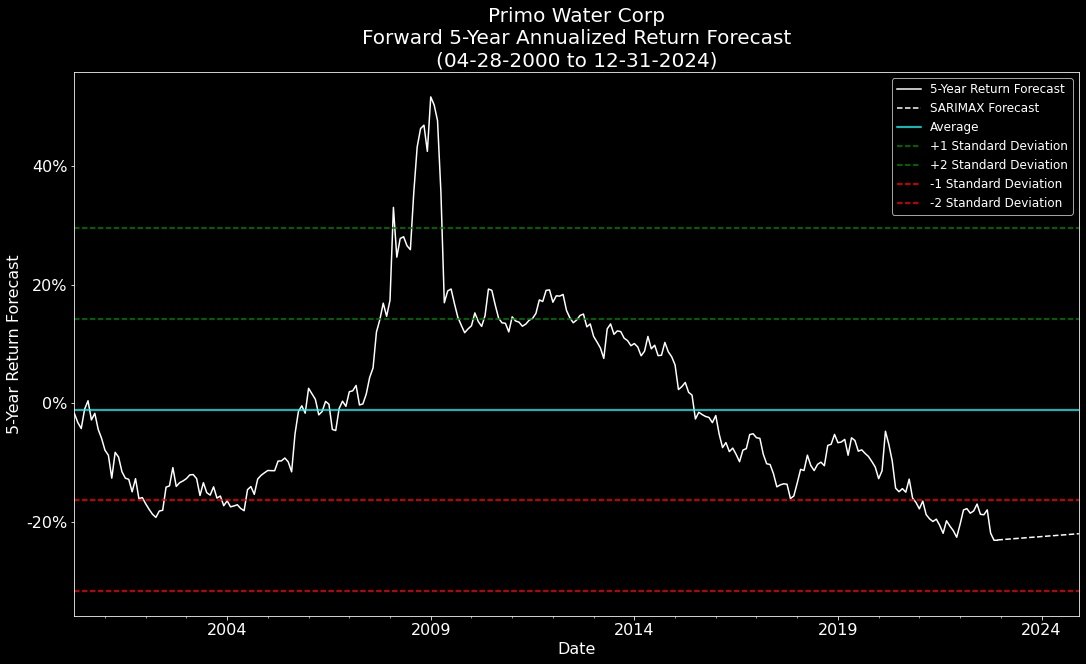 Primo Water Corp
Forward 5-Year Annualized Return Forecast
(04-28-2000 to 12-31-2024)
5-Year Return Forecast
SARIMAX Forecast
Average
+1 Standard Deviation
+2 Standard Deviation
-1 Standard Deviation
-2 Standard Deviation
5-Year Return Forecast
40%
20%
0%
-20%
2004
2009
2014
2019
2024
Date